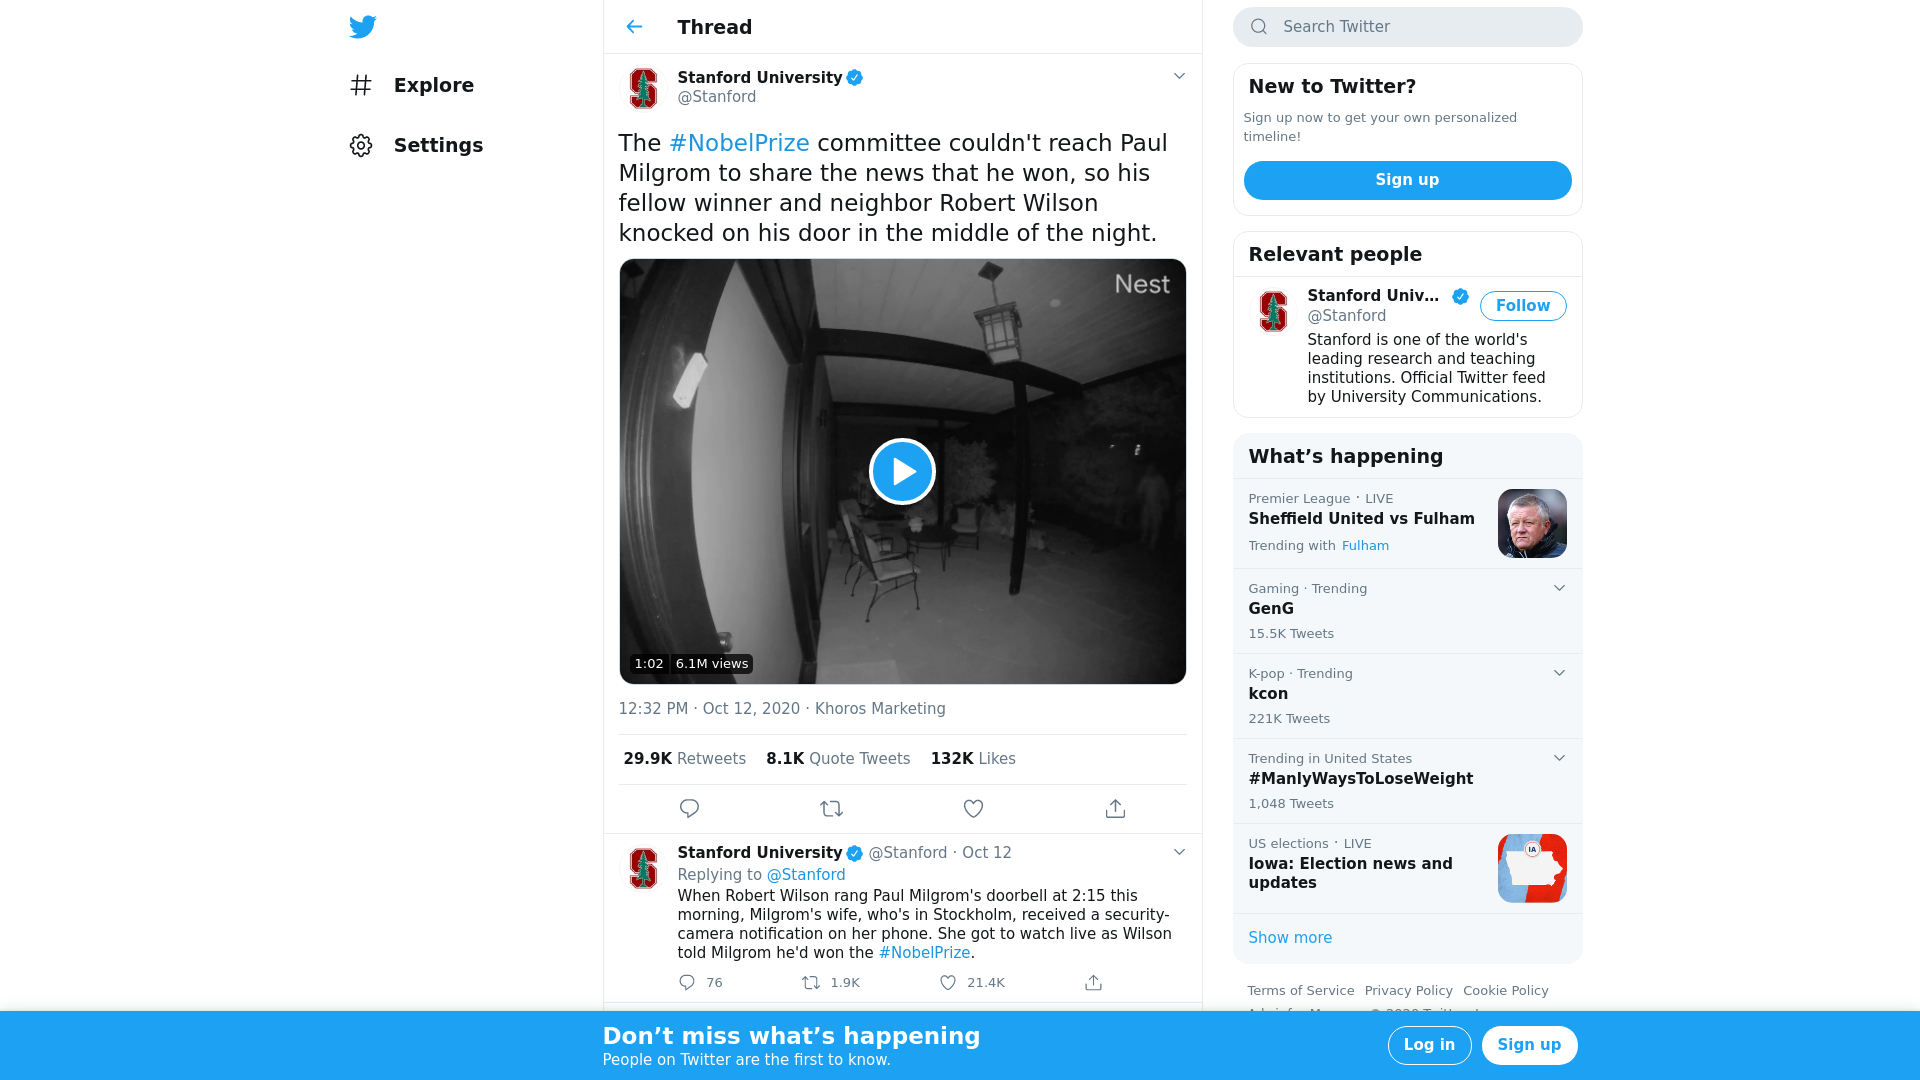 Explore
Settings
Thread
Stanford University
@Stanford
The #NobelPrize committee couldn't reach Paul
Milgrom to share the news that he won, so his
fellow winner and neighbor Robert Wilson
knocked on his door in the middle of the night.
Nest
1:02 6.1M views
12:32 PM · Oct 12, 2020 · Khoros Marketing
29.9K Retweets 8.1K Quote Tweets 132K Likes
Stanford University @Stanford · Oct 12
Replying to @Stanford
When Robert Wilson rang Paul Milgrom's doorbell at 2:15 this
morning, Milgrom's wife, who's in Stockholm, received a security-
camera notification on her phone. She got to watch live as Wilson
told Milgrom he'd won the #NobelPrize.
76 1.9K 21.4K
Search Twitter
New to Twitter?
Sign up now to get your own personalized
timeline!
Sign up
Relevant people
Stanford Univ...
@Stanford
Follow
Stanford is one of the world's
leading research and teaching
institutions. Official Twitter feed
by University Communications.
What’s happening
Premier League · LIVE
Sheffield United vs Fulham
Trending with Fulham
Gaming · Trending
GenG
15.5K Tweets
K-pop · Trending
kcon
221K Tweets
Trending in United States
#ManlyWaysToLoseWeight
1,048 Tweets
US elections · LIVE
Iowa: Election news and
updates
IA
Show more
Terms of Service Privacy Policy Cookie Policy
Don’t miss what’s happening
People on Twitter are the first to know.
Log in
Sign up